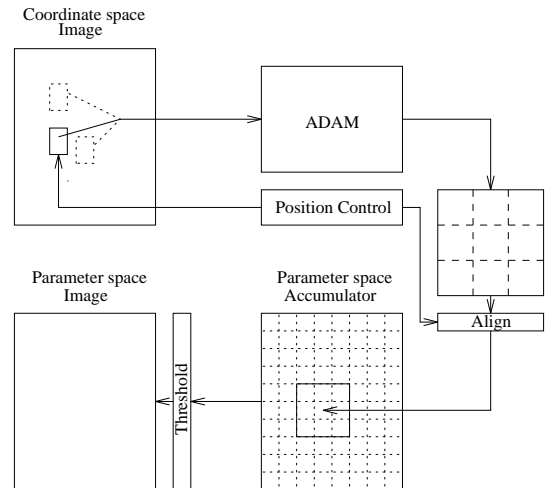 Coordinate space
Image
ADAM
Position Control
Parameter space
Image
Parameter space
Accumulator
Align
Threshold